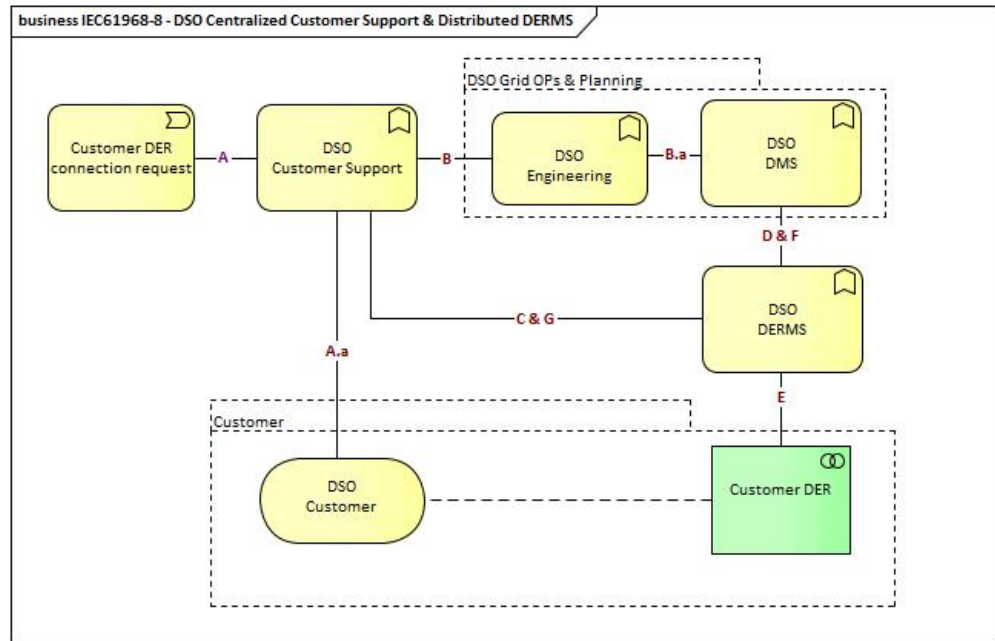 business IEC61968-8 - DSO Centralized Customer Support & Distributed DERMS
DSO Grid OPs & Planning
Customer DER
connection request
A
DSO
Customer Support
B
DSO
Engineering
B.a
DSO
DMS
D & F
DSO
DERMS
C & G
A.a
E
Customer
DSO
Customer
Customer DER